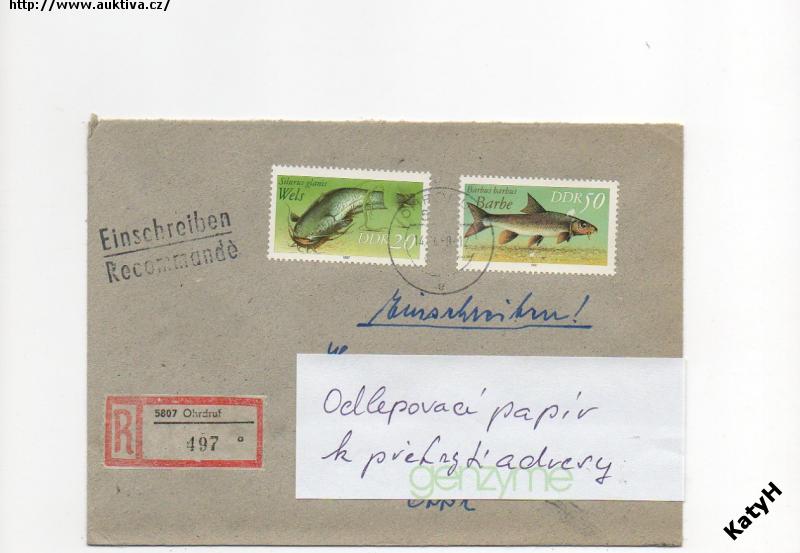 http://www.auktiva.cz/
Silurus glanis
Wels
DDR 20
Barbus barbus
Barbe
DDR 50
Einschreiben
Recommandé
Einschreiben!
R
5807 Ohrdruf
497
Odlepovací papír
k překrytí adresy
genzyme
KatyH